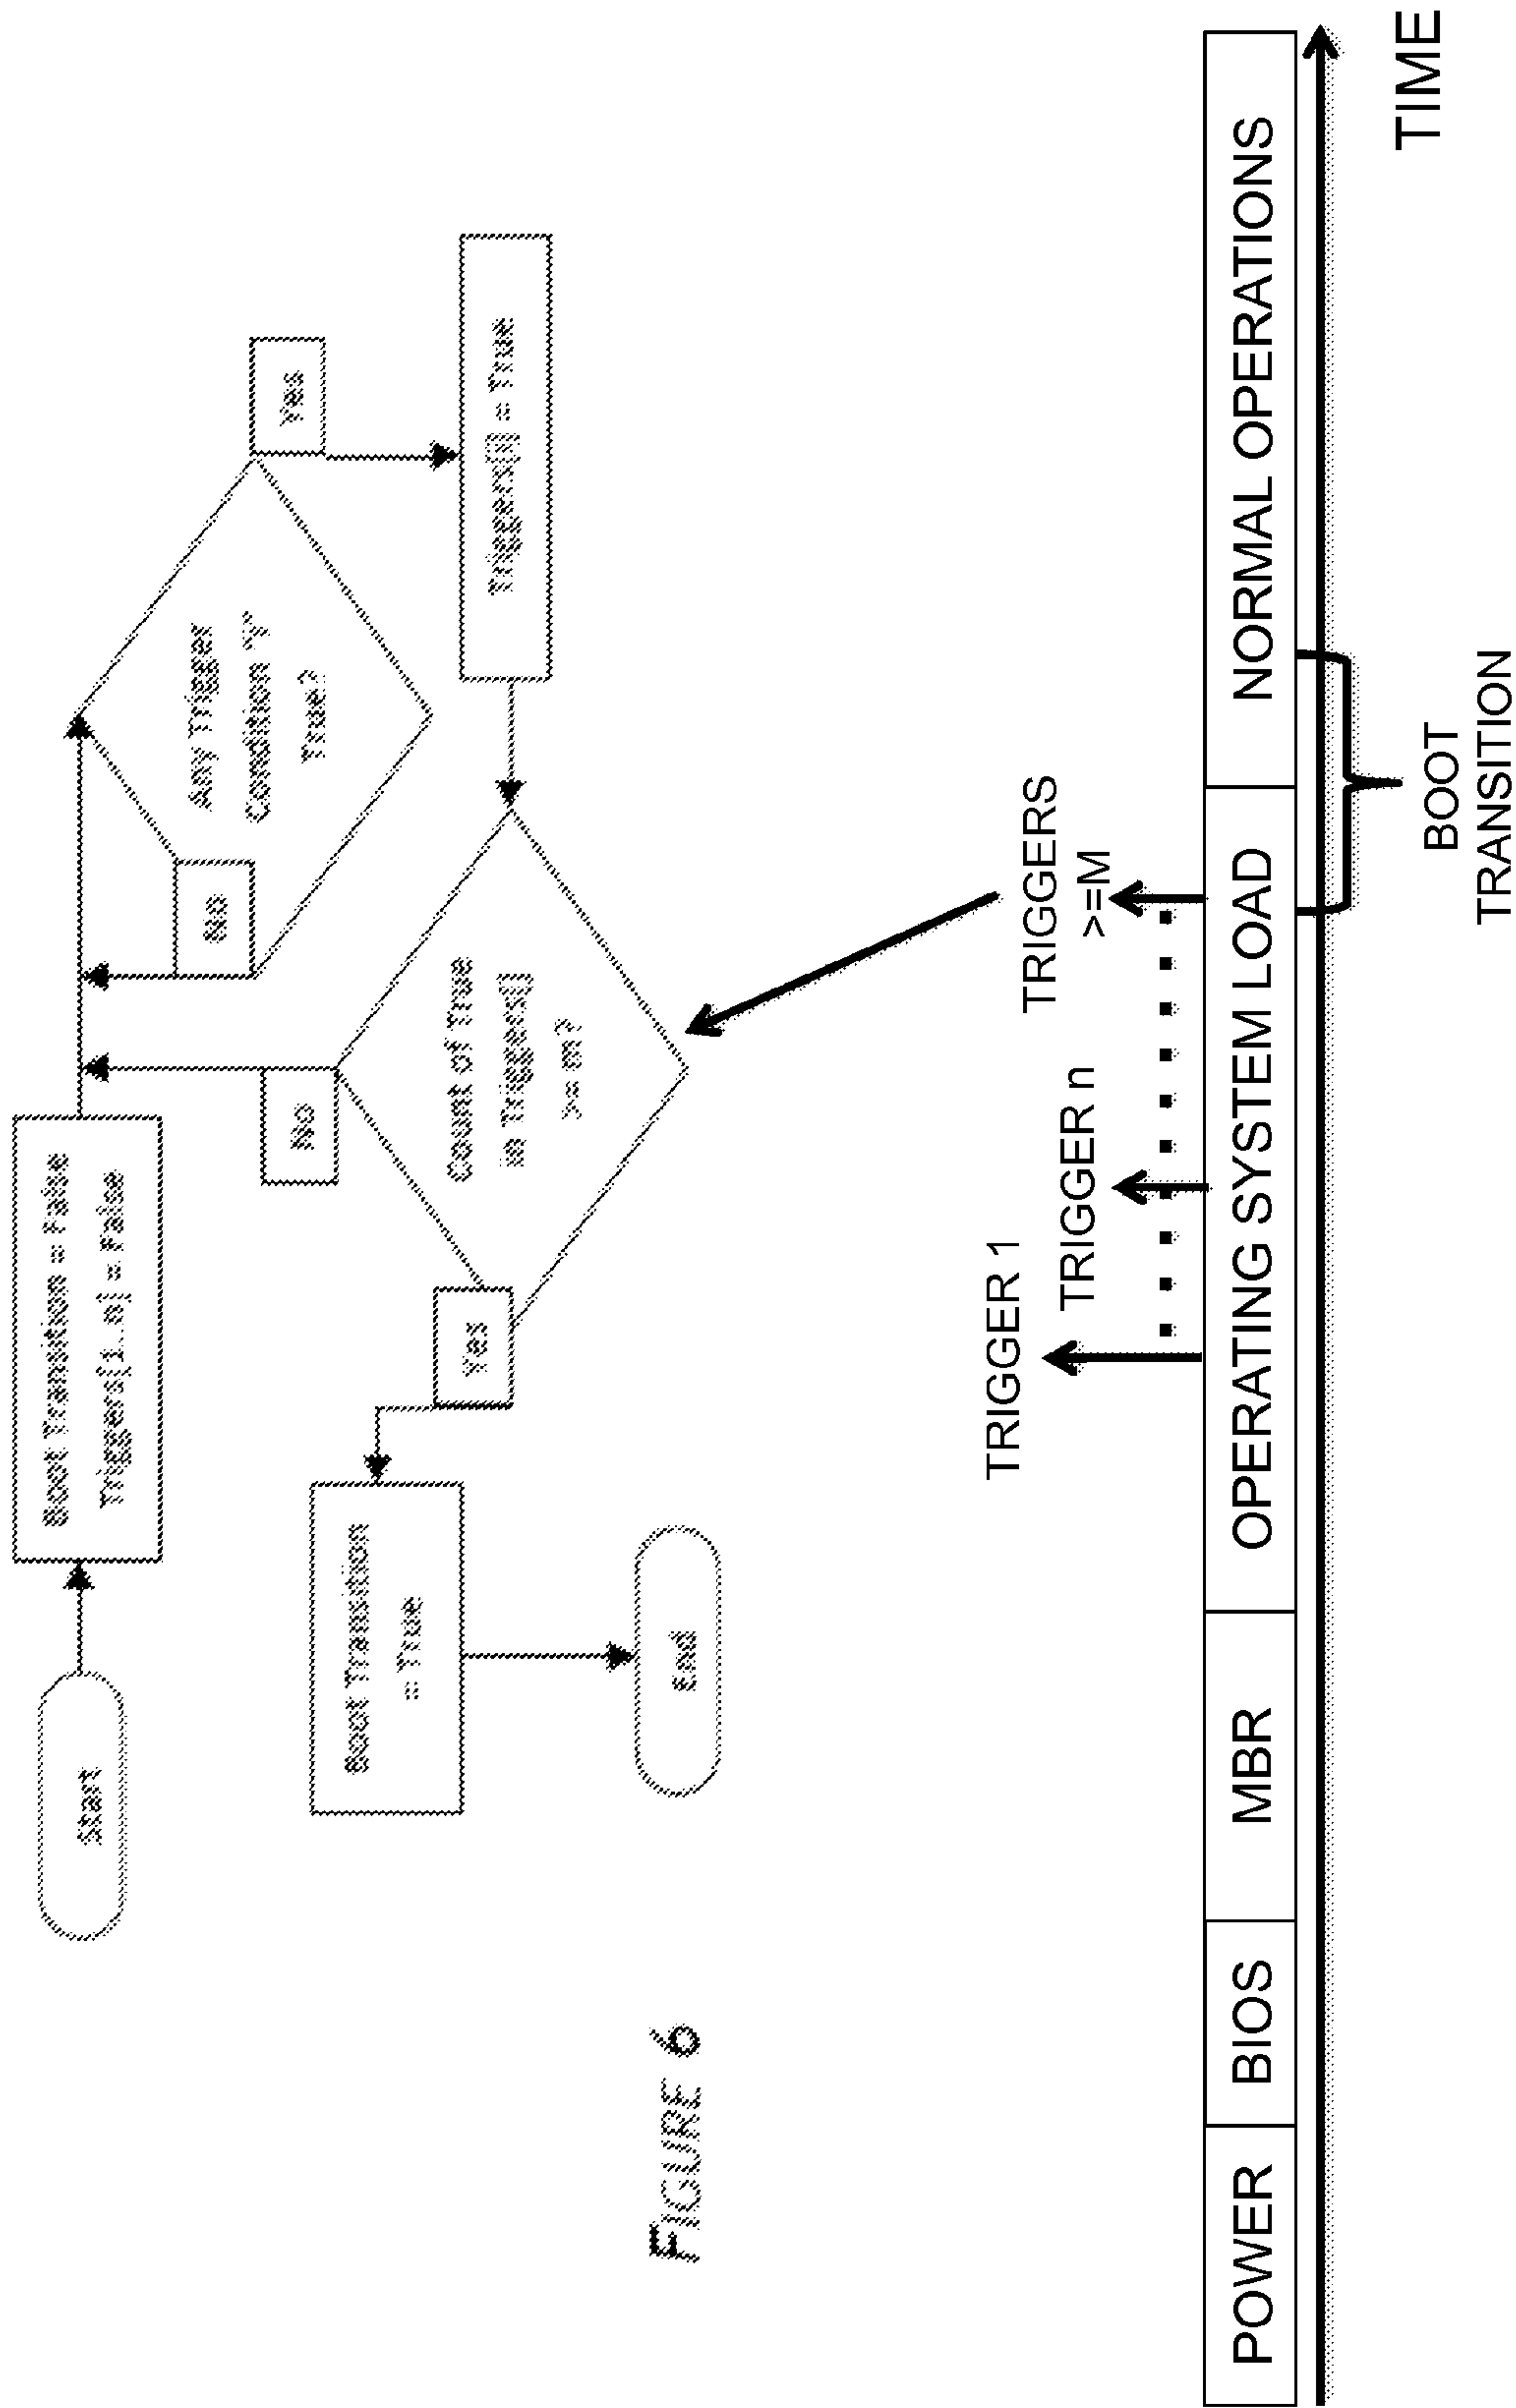 Start
Boot Transition = False
Triggers[1..n] = False
Any Trigger
Condition "i"
True?
No
Yes
Triggers[i] = True
Count of True
in Triggers[]
>= m?
No
Yes
Boot Transition
= True
End
FIGURE 6
TRIGGER 1
TRIGGER n
TRIGGERS
>=M
POWER
BIOS
MBR
OPERATING SYSTEM LOAD
NORMAL OPERATIONS
TIME
BOOT
TRANSITION